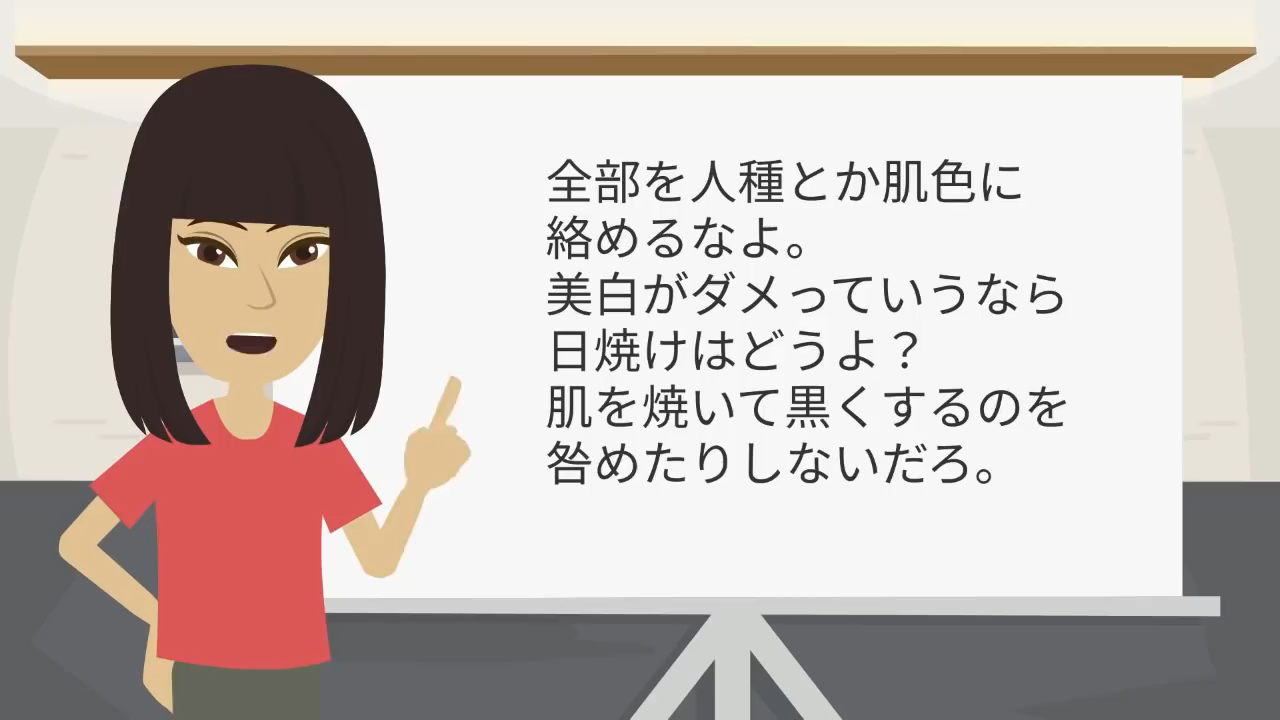 全部を人種とか肌色に
絡めるなよ。
美白がダメっていうなら
日焼けはどうよ？
肌を焼いて黒くするのを
咎めたりしないだろ。